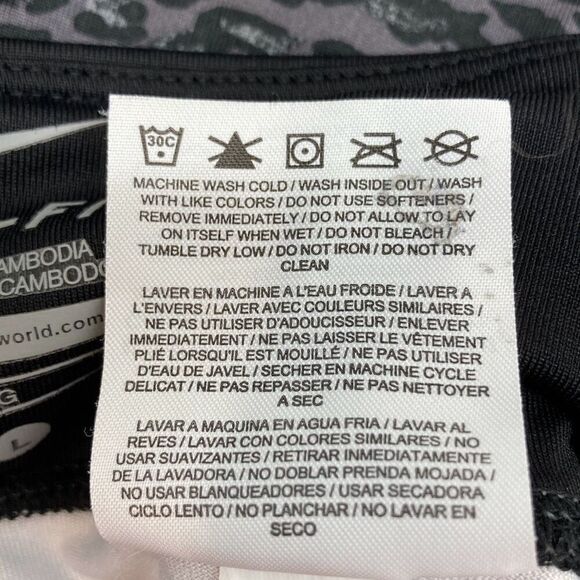 30C
MACHINE WASH COLD / WASH INSIDE OUT / WASH
WITH LIKE COLORS / DO NOT USE SOFTENERS /
REMOVE IMMEDIATELY / DO NOT ALLOW TO LAY
ON ITSELF WHEN WET / DO NOT BLEACH /
TUMBLE DRY LOW / DO NOT IRON / DO NOT DRY
CLEAN
LAVER EN MACHINE A L'EAU FROIDE / LAVER A
L'ENVERS / LAVER AVEC COULEURS SIMILAIRES /
NE PAS UTILISER D'ADOUCISSEUR / ENLEVER
IMMEDIATEMENT / NE PAS LAISSER LE VÊTEMENT
PLIÉ LORSQU'IL EST MOUILLÉ / NE PAS UTILISER
D'EAU DE JAVEL / SECHER EN MACHINE CYCLE
DELICAT / NE PAS REPASSER / NE PAS NETTOYER
A SEC
LAVAR A MAQUINA EN AGUA FRIA / LAVAR AL
REVES / LAVAR CON COLORES SIMILARES / NO
USAR SUAVIZANTES / RETIRAR INMEDIATAMENTE
DE LA LAVADORA / NO DOBLAR PRENDA MOJADA /
NO USAR BLANQUEADORES / USAR SECADORA
CICLO LENTO / NO PLANCHAR / NO LAVAR EN
SECO
FI
AMBODIA
CAMBODG
world.com
G
L